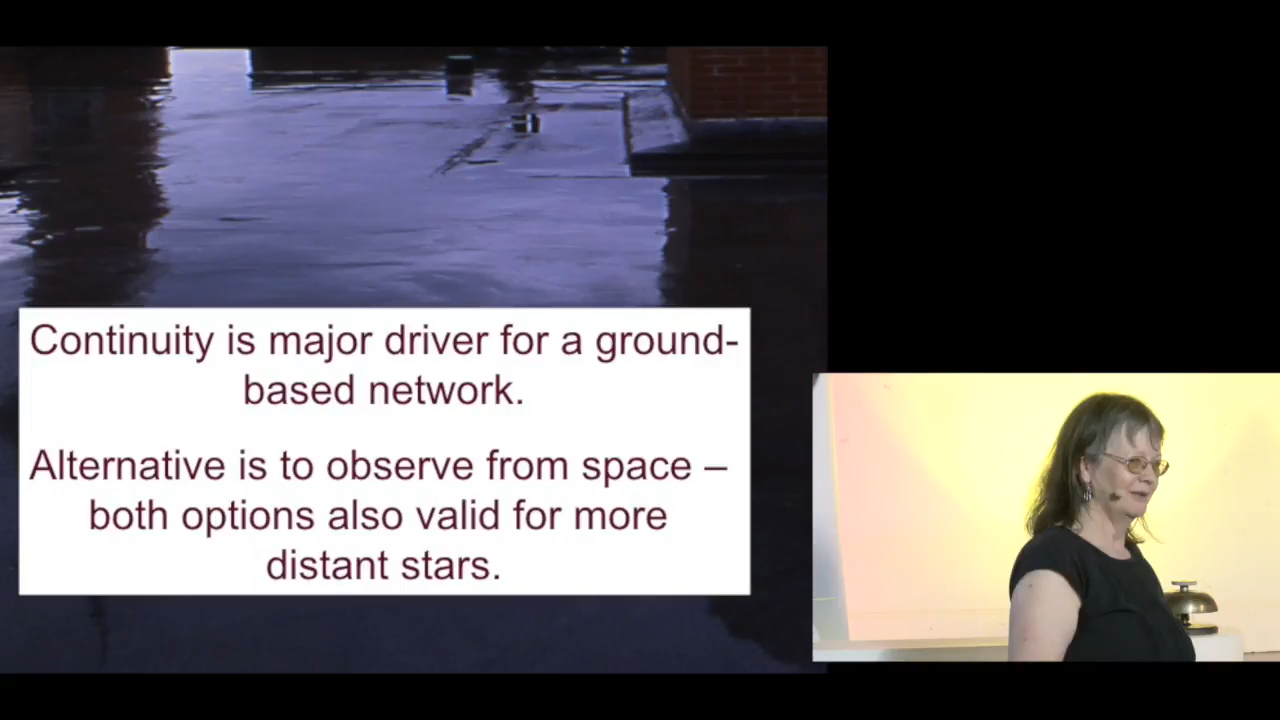 Continuity is major driver for a ground-
based network.
Alternative is to observe from space –
both options also valid for more
distant stars.